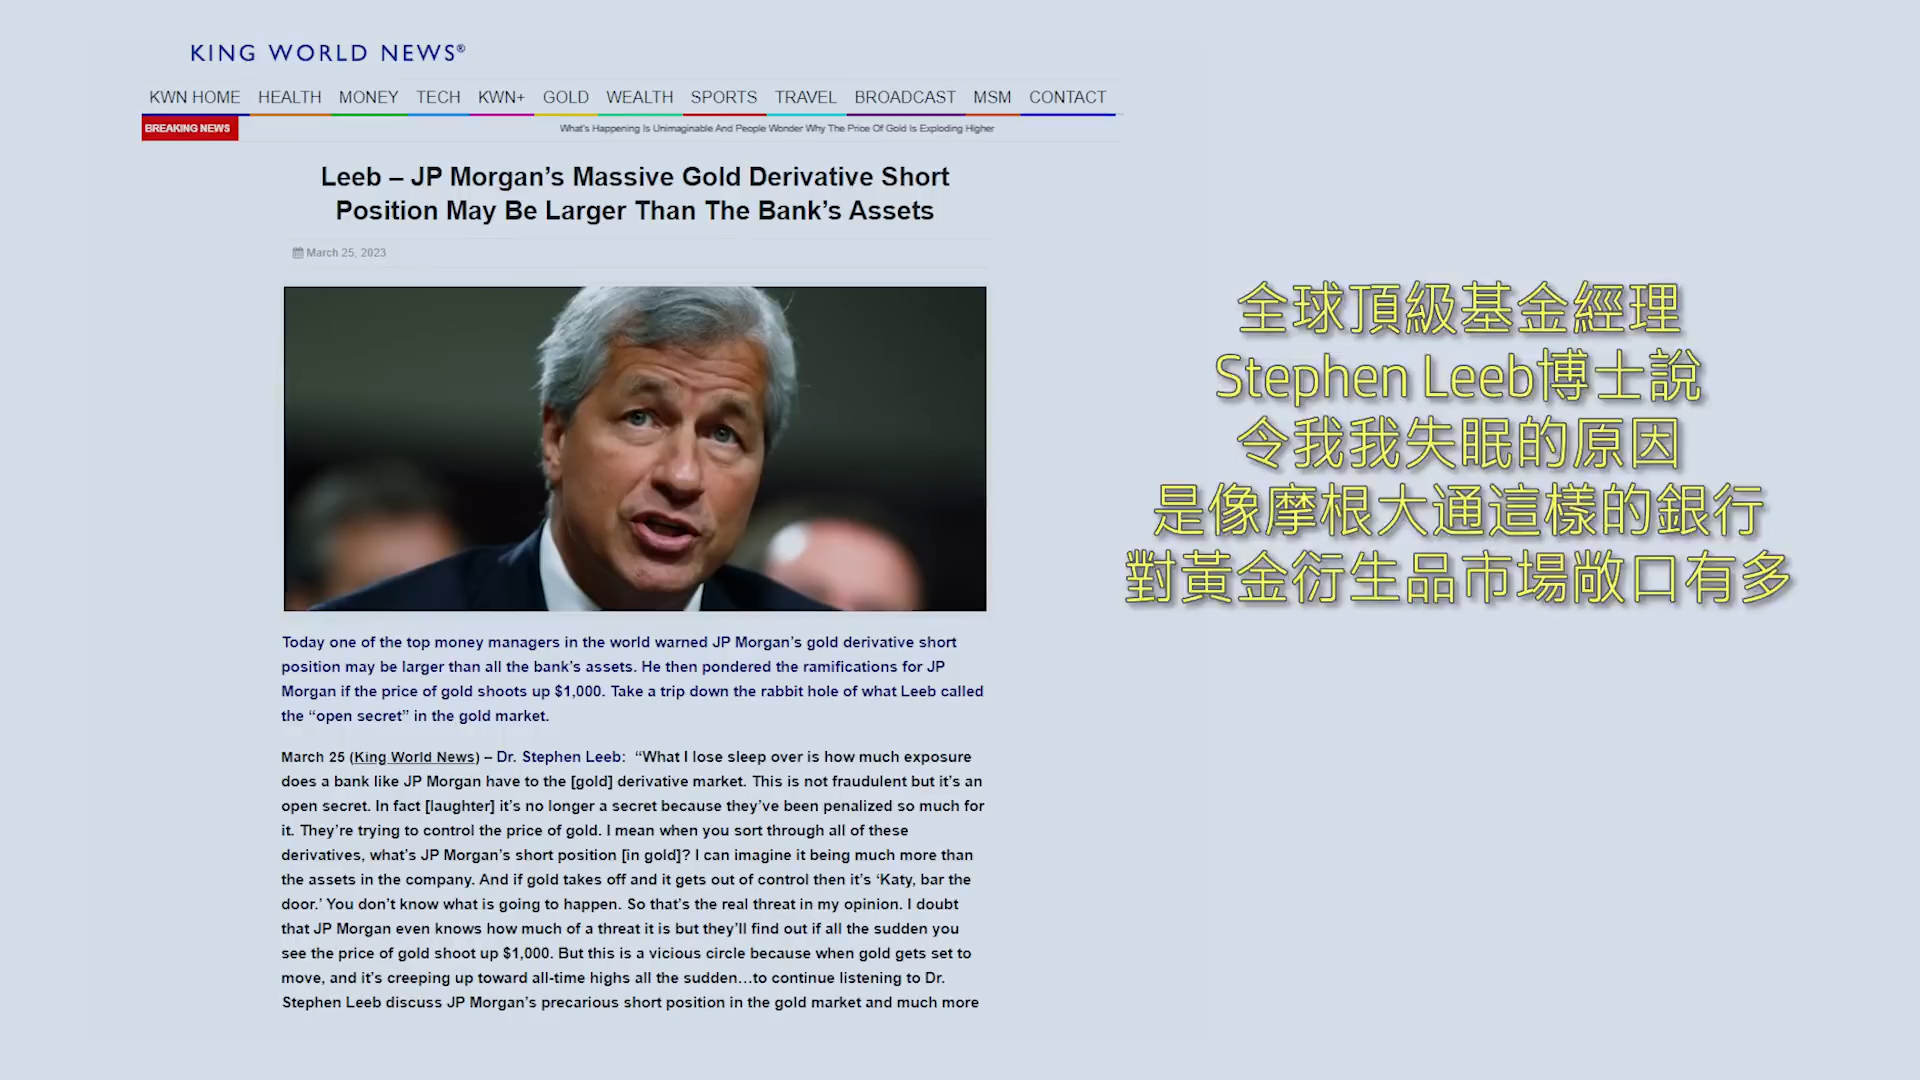 KING WORLD NEWS®
KWN HOME HEALTH MONEY TECH KWN+ GOLD WEALTH SPORTS TRAVEL BROADCAST MSM CONTACT
BREAKING NEWS What's Happening Is Unimaginable And People Wonder Why The Price Of Gold Is Exploding Higher
Leeb – JP Morgan’s Massive Gold Derivative Short
Position May Be Larger Than The Bank’s Assets
March 25, 2023
Today one of the top money managers in the world warned JP Morgan’s gold derivative short
position may be larger than all the bank’s assets. He then pondered the ramifications for JP
Morgan if the price of gold shoots up $1,000. Take a trip down the rabbit hole of what Leeb called
the “open secret” in the gold market.
March 25 (King World News) – Dr. Stephen Leeb: “What I lose sleep over is how much exposure
does a bank like JP Morgan have to the [gold] derivative market. This is not fraudulent but it’s an
open secret. In fact [laughter] it’s no longer a secret because they’ve been penalized so much for
it. They’re trying to control the price of gold. I mean when you sort through all of these
derivatives, what’s JP Morgan’s short position [in gold]? I can imagine it being much more than
the assets in the company. And if gold takes off and it gets out of control then it’s ‘Katy, bar the
door.’ You don’t know what is going to happen. So that’s the real threat in my opinion. I doubt
that JP Morgan even knows how much of a threat it is but they’ll find out if all the sudden you
see the price of gold shoot up $1,000. But this is a vicious circle because when gold gets set to
move, and it’s creeping up toward all-time highs all the sudden…to continue listening to Dr.
Stephen Leeb discuss JP Morgan’s precarious short position in the gold market and much more
全球頂級基金經理
Stephen Leeb博士說
令我我失眠的原因
是像摩根大通這樣的銀行
對黃金衍生品市場敞口有多